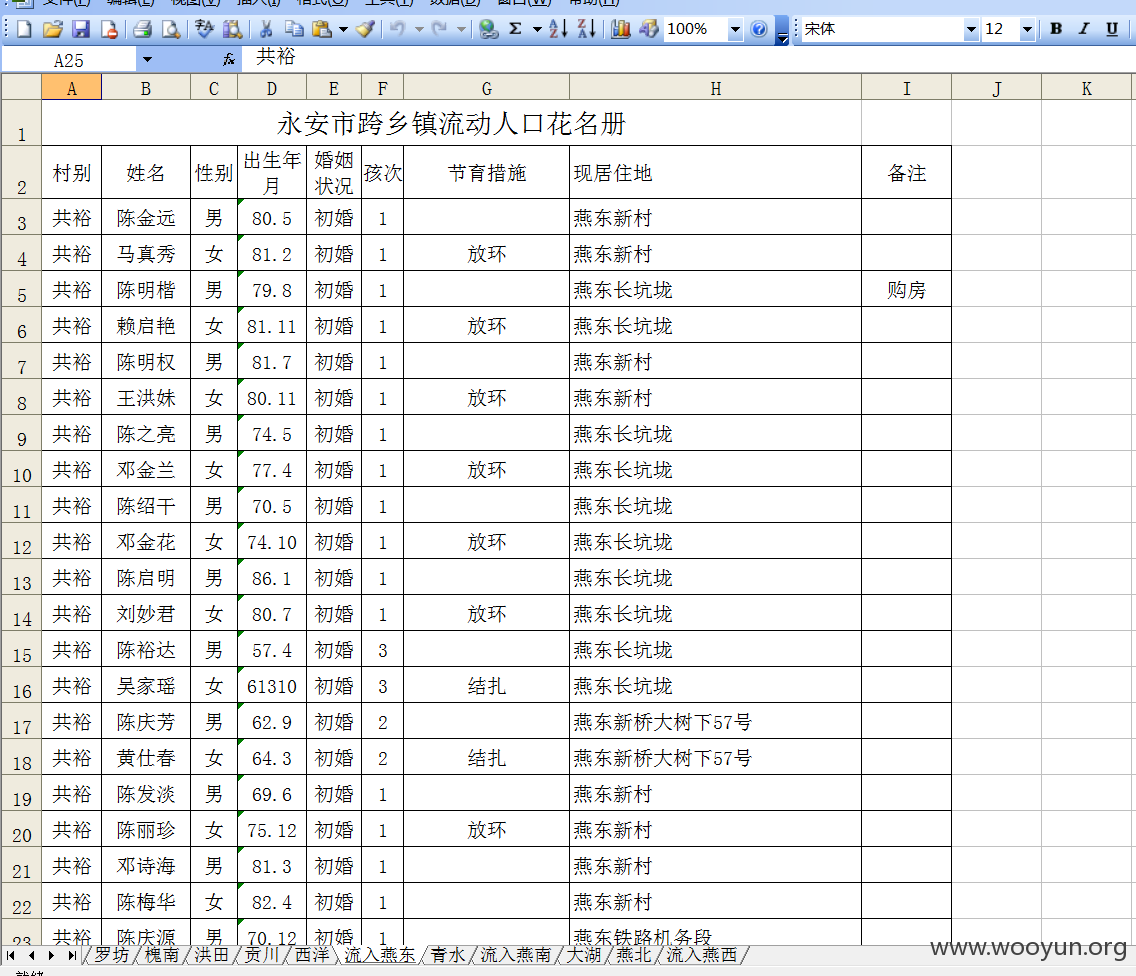 文件(F) 编辑(E) 视图(V) 插入(I) 格式(O) 工具(T) 数据(D) 窗口(W) 帮助(H)
100% 宋体 12 B I U
A25 fx 共裕
A B C D E F G H I J K
1 永安市跨乡镇流动人口花名册
2 村别 姓名 性别 出生年月 婚姻状况 孩次 节育措施 现居住地 备注
3 共裕 陈金远 男 80.5 初婚 1 燕东新村
4 共裕 马真秀 女 81.2 初婚 1 放环 燕东新村
5 共裕 陈明楷 男 79.8 初婚 1 燕东长坑垅 购房
6 共裕 赖启艳 女 81.11 初婚 1 放环 燕东长坑垅
7 共裕 陈明权 男 81.7 初婚 1 燕东新村
8 共裕 王洪妹 女 80.11 初婚 1 放环 燕东新村
9 共裕 陈之亮 男 74.5 初婚 1 燕东长坑垅
10 共裕 邓金兰 女 77.4 初婚 1 放环 燕东长坑垅
11 共裕 陈绍干 男 70.5 初婚 1 燕东长坑垅
12 共裕 邓金花 女 74.10 初婚 1 放环 燕东长坑垅
13 共裕 陈启明 男 86.1 初婚 1 燕东长坑垅
14 共裕 刘妙君 女 80.7 初婚 1 放环 燕东长坑垅
15 共裕 陈裕达 男 57.4 初婚 3 燕东长坑垅
16 共裕 吴家瑶 女 61310 初婚 3 结扎 燕东长坑垅
17 共裕 陈庆芳 男 62.9 初婚 2 燕东新桥大树下57号
18 共裕 黄仕春 女 64.3 初婚 2 结扎 燕东新桥大树下57号
19 共裕 陈发淡 男 69.6 初婚 1 燕东新村
20 共裕 陈丽珍 女 75.12 初婚 1 放环 燕东新村
21 共裕 邓诗海 男 81.3 初婚 1 燕东新村
22 共裕 陈梅华 女 82.4 初婚 1 燕东新村
23 共裕 陈庆源 男 70.12 初婚 1 燕东铁路机务段
罗坊 槐南 洪田 贡川 西洋 流入燕东 青水 流入燕南 大湖 燕北 流入燕西
www.wooyun.org
就绪